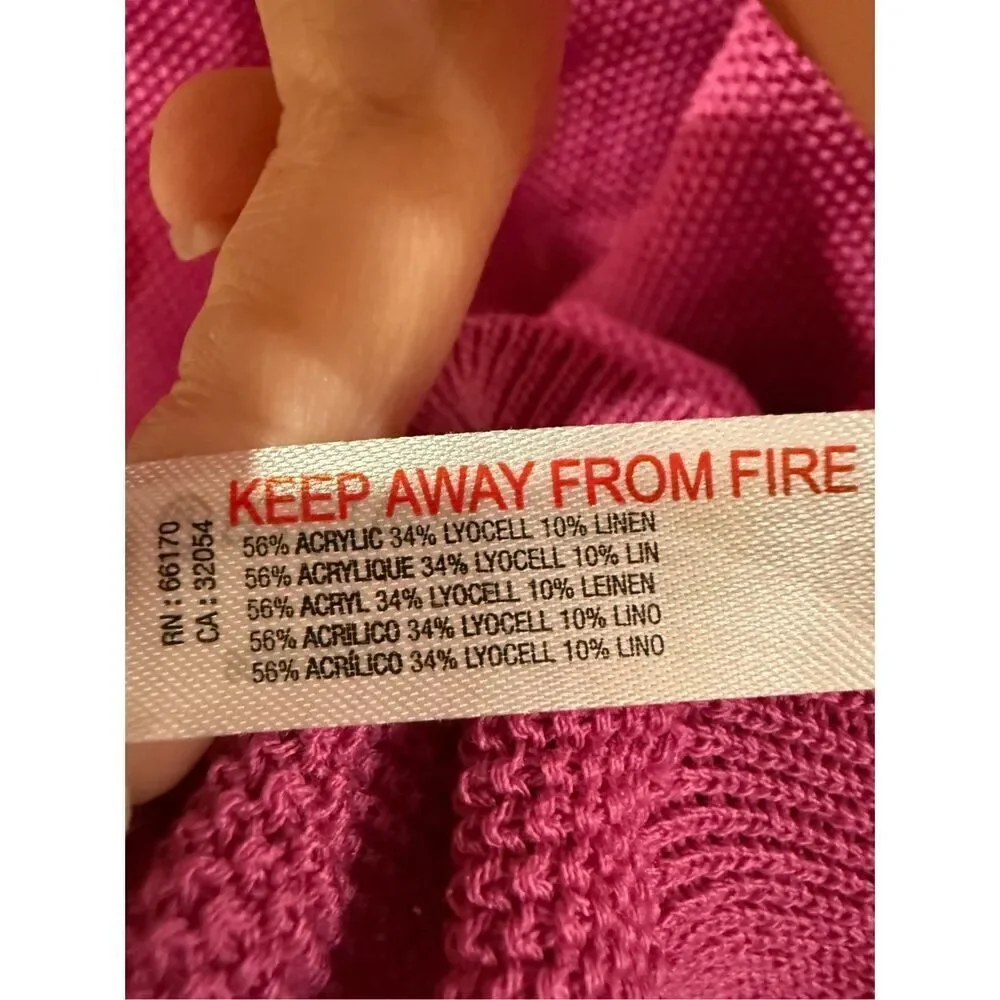 KEEP AWAY FROM FIRE
56% ACRYLIC 34% LYOCELL 10% LINEN
56% ACRYLIQUE 34% LYOCELL 10% LIN
56% ACRYL 34% LYOCELL 10% LEINEN
56% ACRILICO 34% LYOCELL 10% LINO
56% ACRÍLICO 34% LYOCELL 10% LINO
RN : 66170
CA : 32054